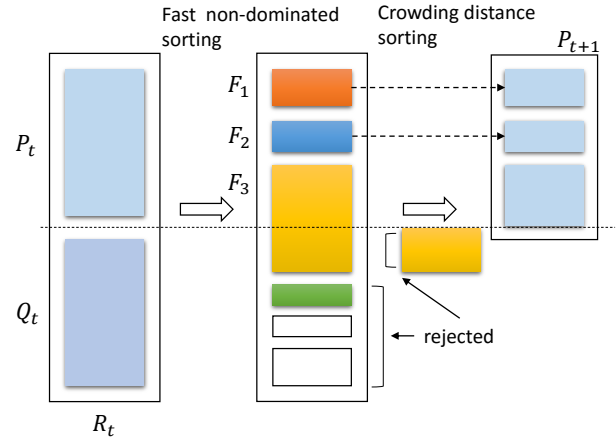 Fast non-dominated
sorting
Crowding distance
sorting
P_{t+1}
F_1
P_t
F_2
F_3
Q_t
rejected
R_t